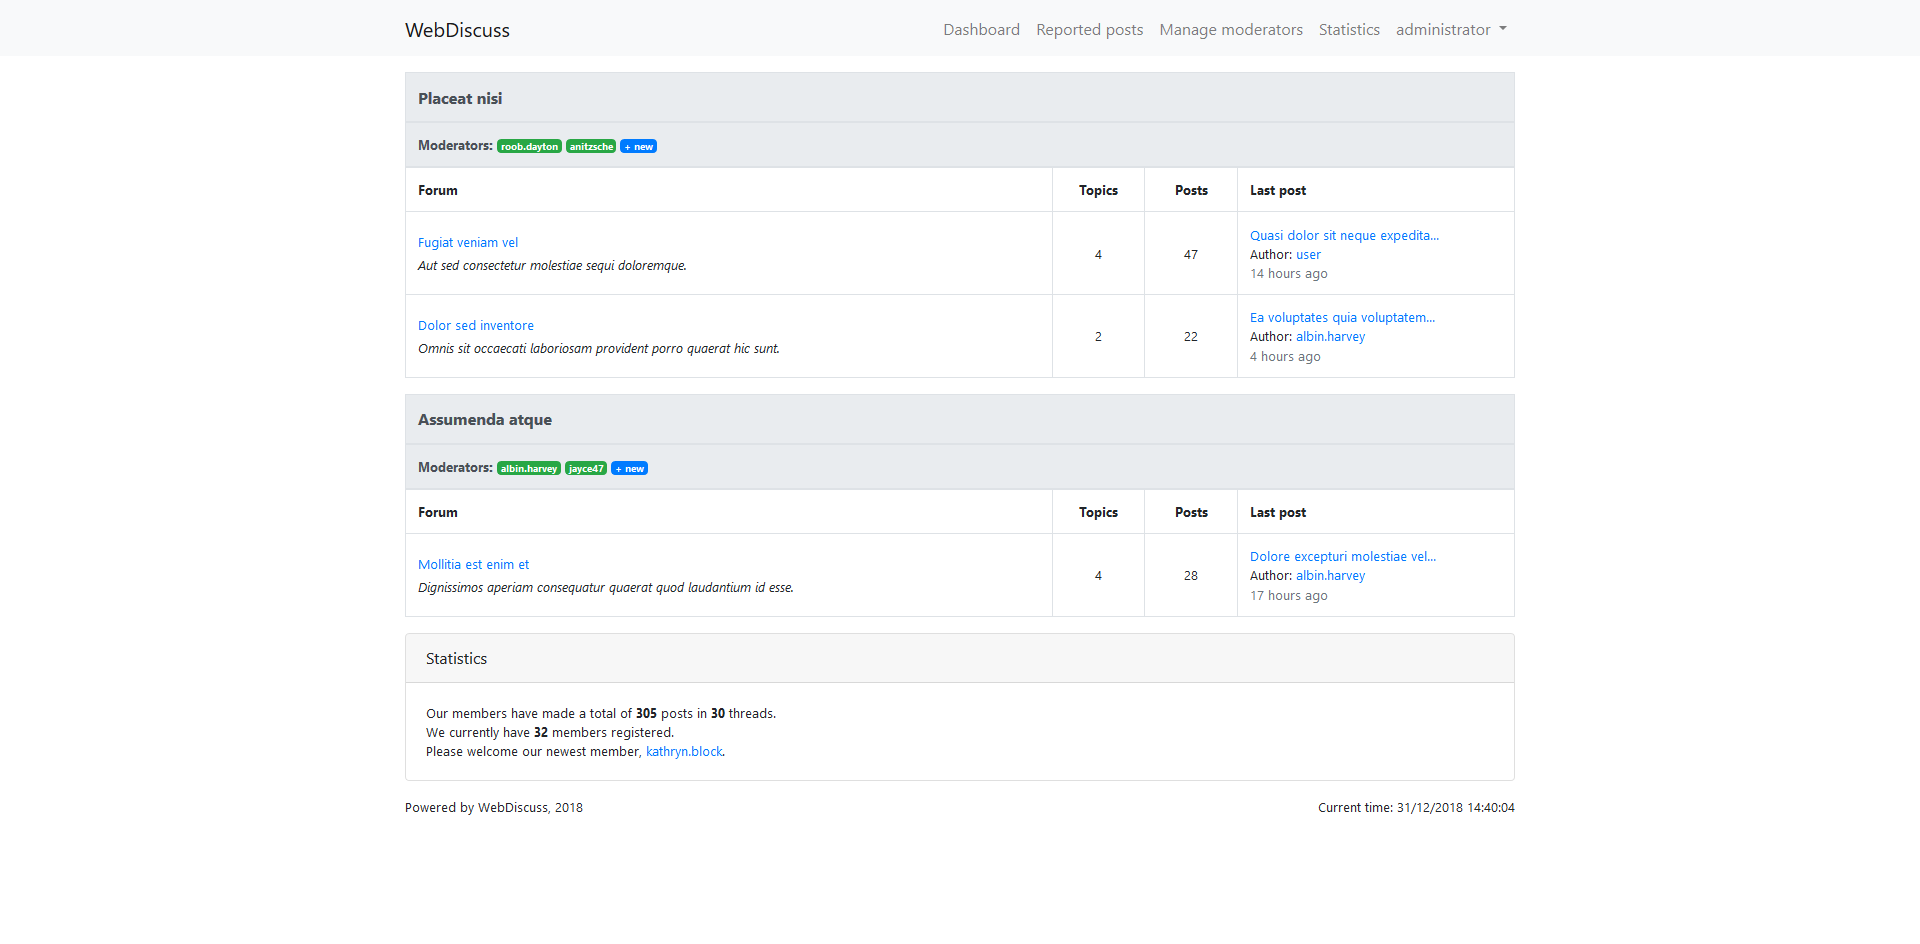 WebDiscuss Dashboard Reported posts Manage moderators Statistics administrator
Placeat nisi
Moderators: roob.dayton anitzsche + new
Forum Topics Posts Last post
Fugiat veniam vel
Aut sed consectetur molestiae sequi doloremque.
4 47
Quasi dolor sit neque expedita...
Author: user
14 hours ago
Dolor sed inventore
Omnis sit occaecati laboriosam provident porro quaerat hic sunt.
2 22
Ea voluptates quia voluptatem...
Author: albin.harvey
4 hours ago
Assumenda atque
Moderators: albin.harvey jayce47 + new
Forum Topics Posts Last post
Mollitia est enim et
Dignissimos aperiam consequatur quaerat quod laudantium id esse.
4 28
Dolore excepturi molestiae vel...
Author: albin.harvey
17 hours ago
Statistics
Our members have made a total of 305 posts in 30 threads.
We currently have 32 members registered.
Please welcome our newest member, kathryn.block.
Powered by WebDiscuss, 2018 Current time: 31/12/2018 14:40:04